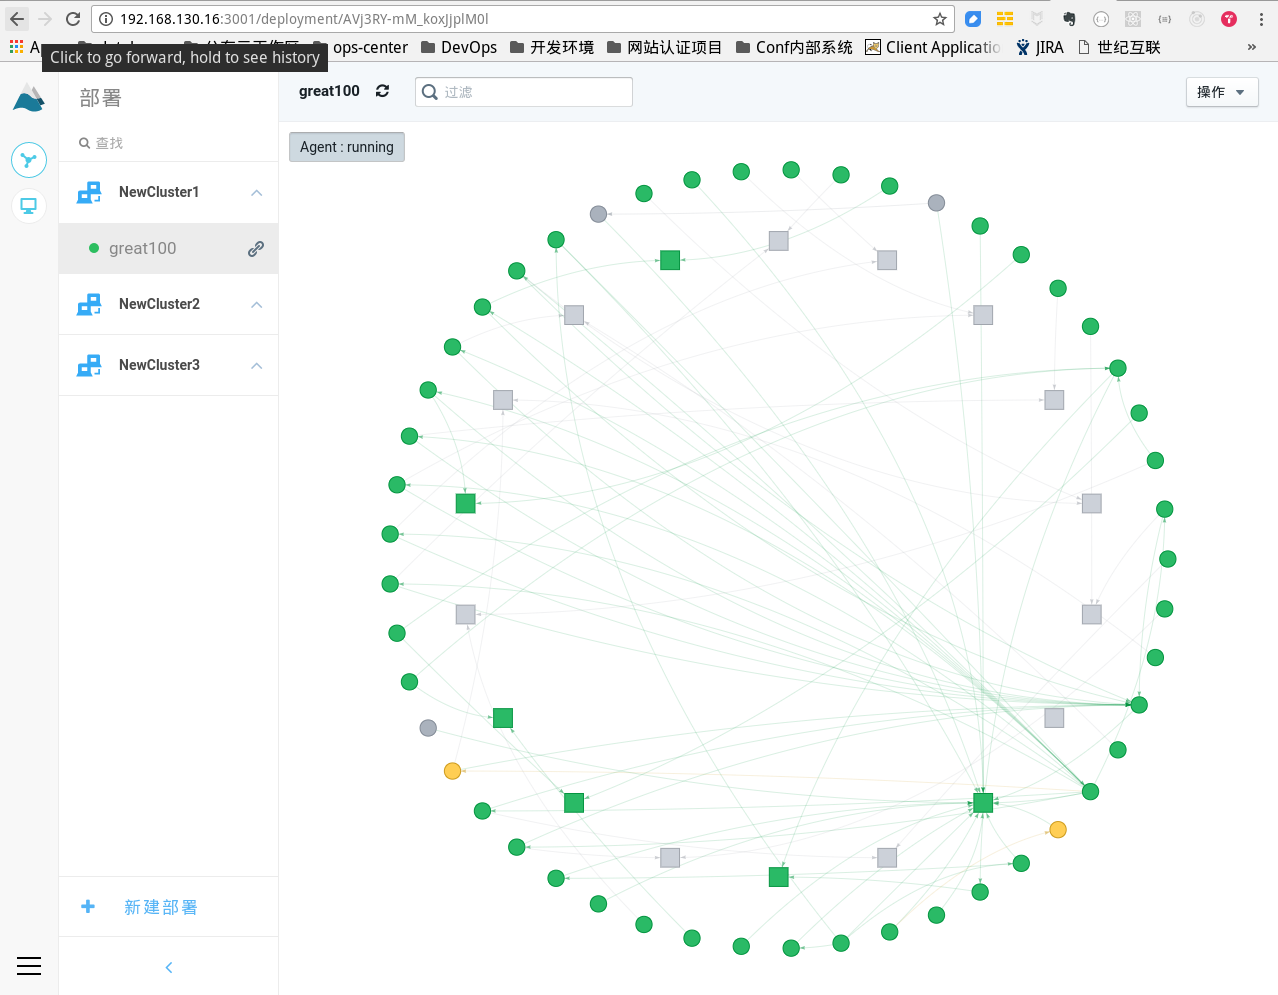 192.168.130.16:3001/deployment/AVj3RY-mM_koxJjplM0l
ops-center DevOps 开发环境 网站认证项目 Conf内部系统 Client Applicatio JIRA 世纪互联 »
Click to go forward, hold to see history
部署
great100
过滤
操作
查找
Agent : running
NewCluster1
great100
NewCluster2
NewCluster3
新建部署